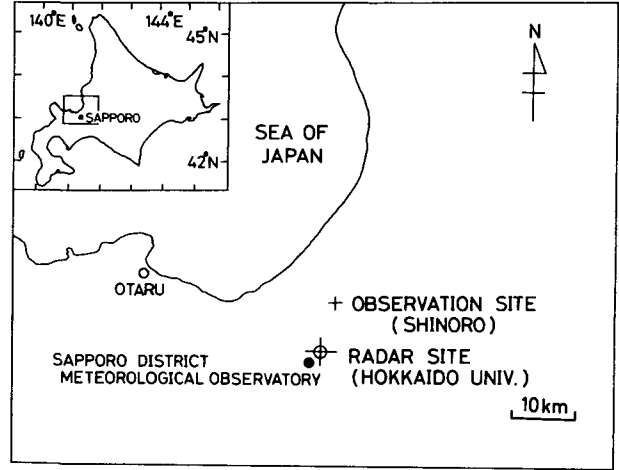 140°E 144°E
45°N
SAPPORO
42°N
N
SEA OF
JAPAN
OTARU
OBSERVATION SITE
(SHINORO)
SAPPORO DISTRICT
METEOROLOGICAL OBSERVATORY
RADAR SITE
(HOKKAIDO UNIV.)
10km